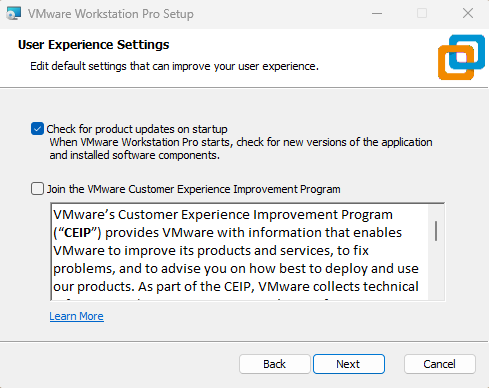 VMware Workstation Pro Setup
User Experience Settings
Edit default settings that can improve your user experience.
Check for product updates on startup
When VMware Workstation Pro starts, check for new versions of the application
and installed software components.
Join the VMware Customer Experience Improvement Program
VMware's Customer Experience Improvement Program
("CEIP") provides VMware with information that enables
VMware to improve its products and services, to fix
problems, and to advise you on how best to deploy and use
our products. As part of the CEIP, VMware collects technical
Learn More
Back
Next
Cancel